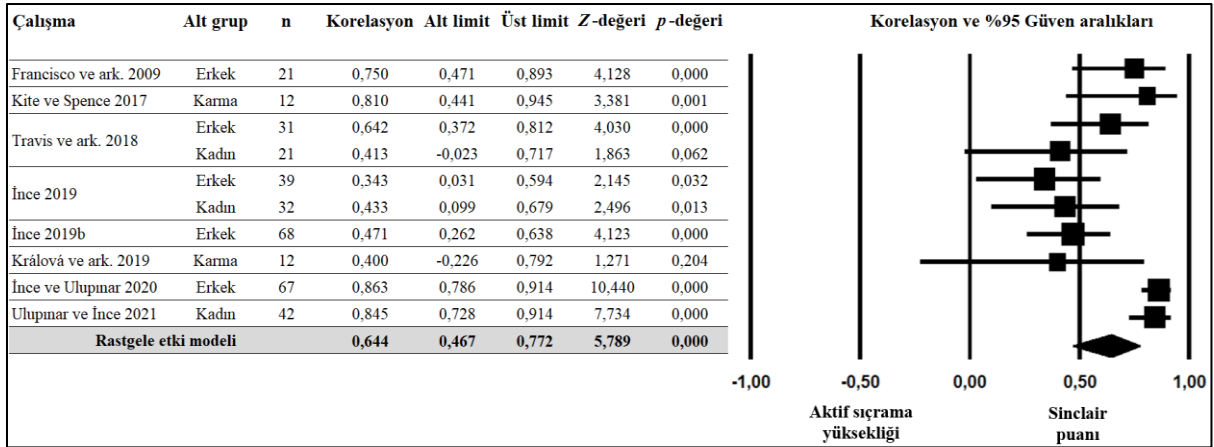 Çalışma Alt grup n Korelasyon Alt limit Üst limit Z-değeri p-değeri Korelasyon ve %95 Güven aralıkları
Francisco ve ark. 2009 Erkek 21 0,750 0,471 0,893 4,128 0,000
Kite ve Spence 2017 Karma 12 0,810 0,441 0,945 3,381 0,001
Travis ve ark. 2018 Erkek 31 0,642 0,372 0,812 4,030 0,000
Kadın 21 0,413 -0,023 0,717 1,863 0,062
İnce 2019 Erkek 39 0,343 0,031 0,594 2,145 0,032
Kadın 32 0,433 0,099 0,679 2,496 0,013
İnce 2019b Erkek 68 0,471 0,262 0,638 4,123 0,000
Králová ve ark. 2019 Karma 12 0,400 -0,226 0,792 1,271 0,204
İnce ve Ulupınar 2020 Erkek 67 0,863 0,786 0,914 10,440 0,000
Ulupınar ve İnce 2021 Kadın 42 0,845 0,728 0,914 7,734 0,000
Rastgele etki modeli 0,644 0,467 0,772 5,789 0,000
-1,00 -0,50 0,00 0,50 1,00
Aktif sıçrama Sinclair
yüksekliği puanı